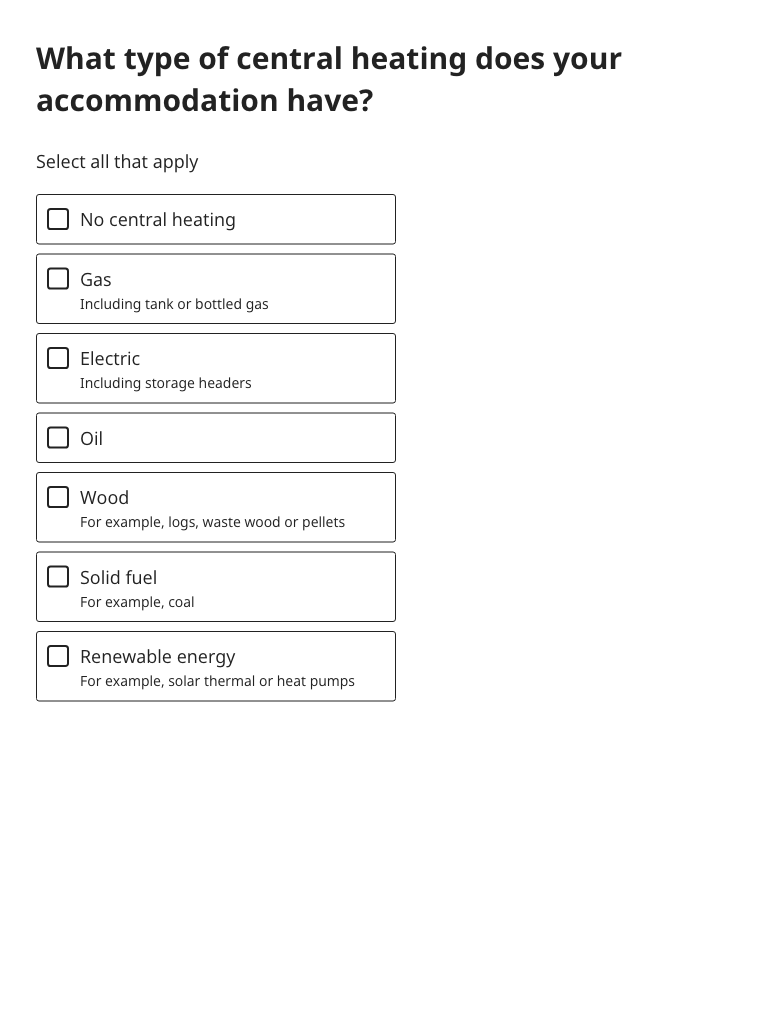 What type of central heating does your
accommodation have?
Select all that apply
No central heating
Gas
Including tank or bottled gas
Electric
Including storage headers
Oil
Wood
For example, logs, waste wood or pellets
Solid fuel
For example, coal
Renewable energy
For example, solar thermal or heat pumps